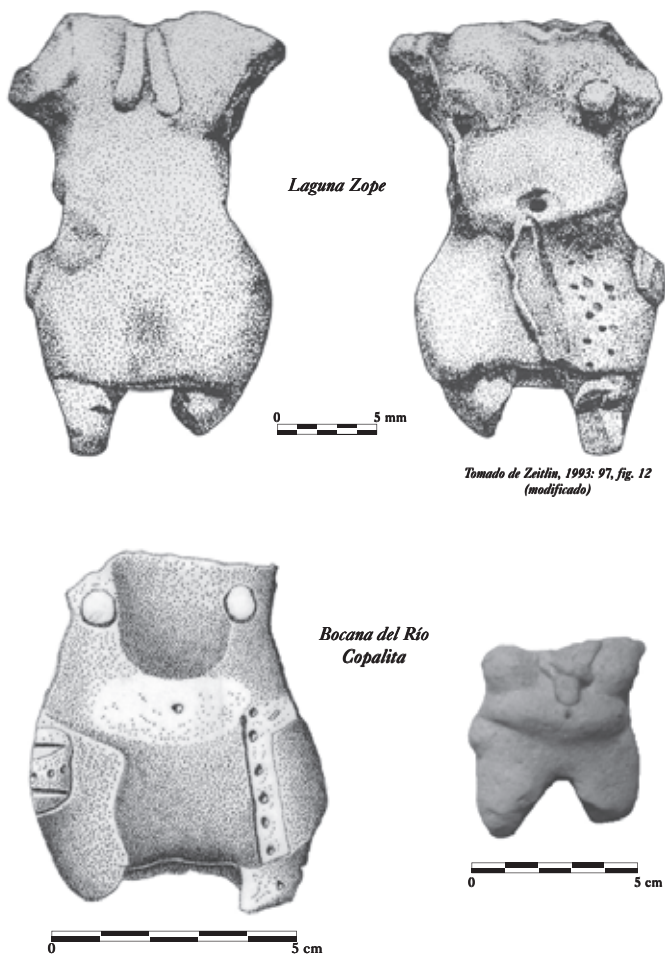 Laguna Zope
0 5 mm
Tomado de Zeitlin, 1993: 97, fig. 12
(modificado)
Bocana del Río
Copalita
0 5 cm
0 5 cm